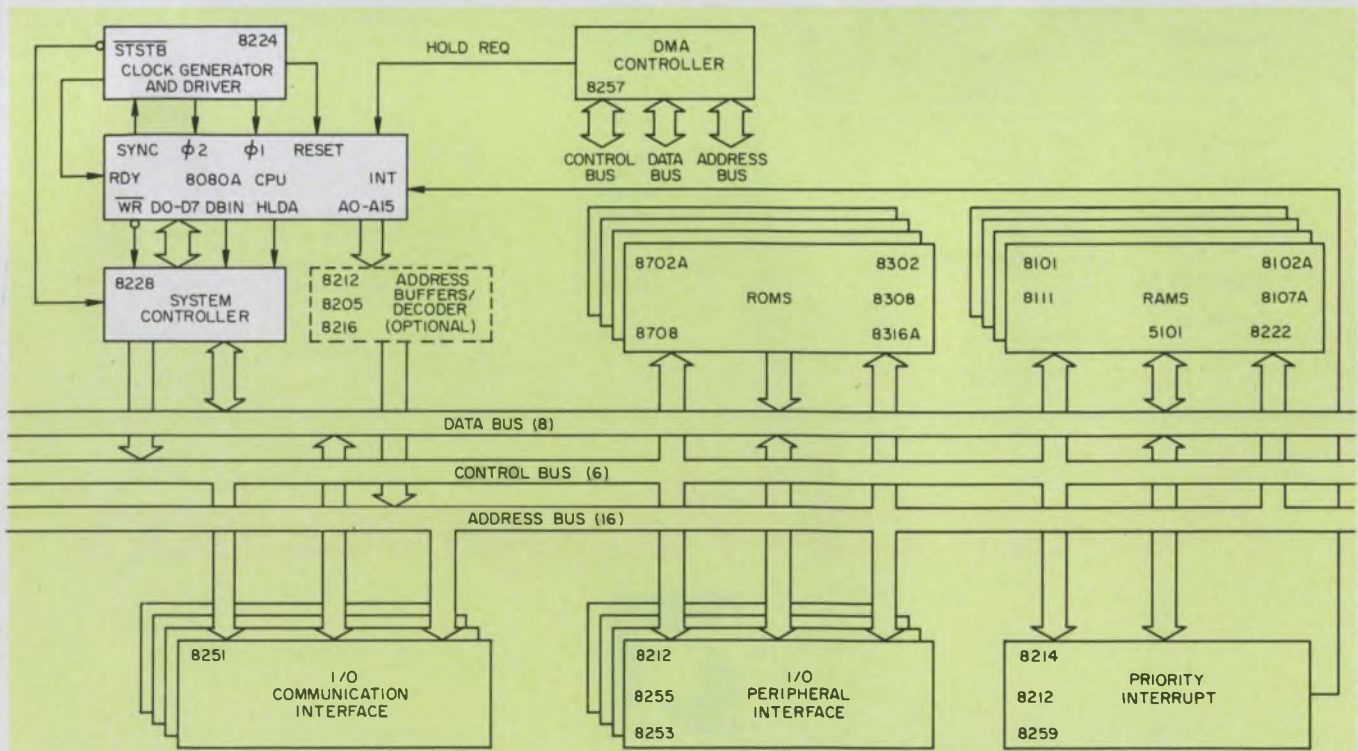 STSTB
8224
CLOCK GENERATOR
AND DRIVER
HOLD REQ
DMA
CONTROLLER
8257
CONTROL
BUS
DATA
BUS
ADDRESS
BUS
SYNC ϕ2 ϕ1 RESET
RDY 8080A CPU INT
WR DO-D7 DBIN HLDA AO-A15
8228
SYSTEM
CONTROLLER
8212
8205
8216
ADDRESS
BUFFERS/
DECODER
(OPTIONAL)
8702A 8302
ROMS 8308
8708 8316A
8101 8102A
8111 RAMS 8107A
5101 8222
DATA BUS (8)
CONTROL BUS (6)
ADDRESS BUS (16)
8251
I/O
COMMUNICATION
INTERFACE
8212
8255
8253
I/O
PERIPHERAL
INTERFACE
8214
8212
8259
PRIORITY
INTERRUPT